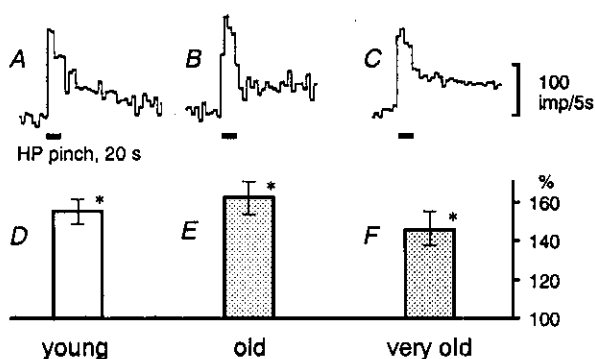 A B C
100
imp/5s
HP pinch, 20 s
%
D * E * F *
160
140
120
100
young old very old